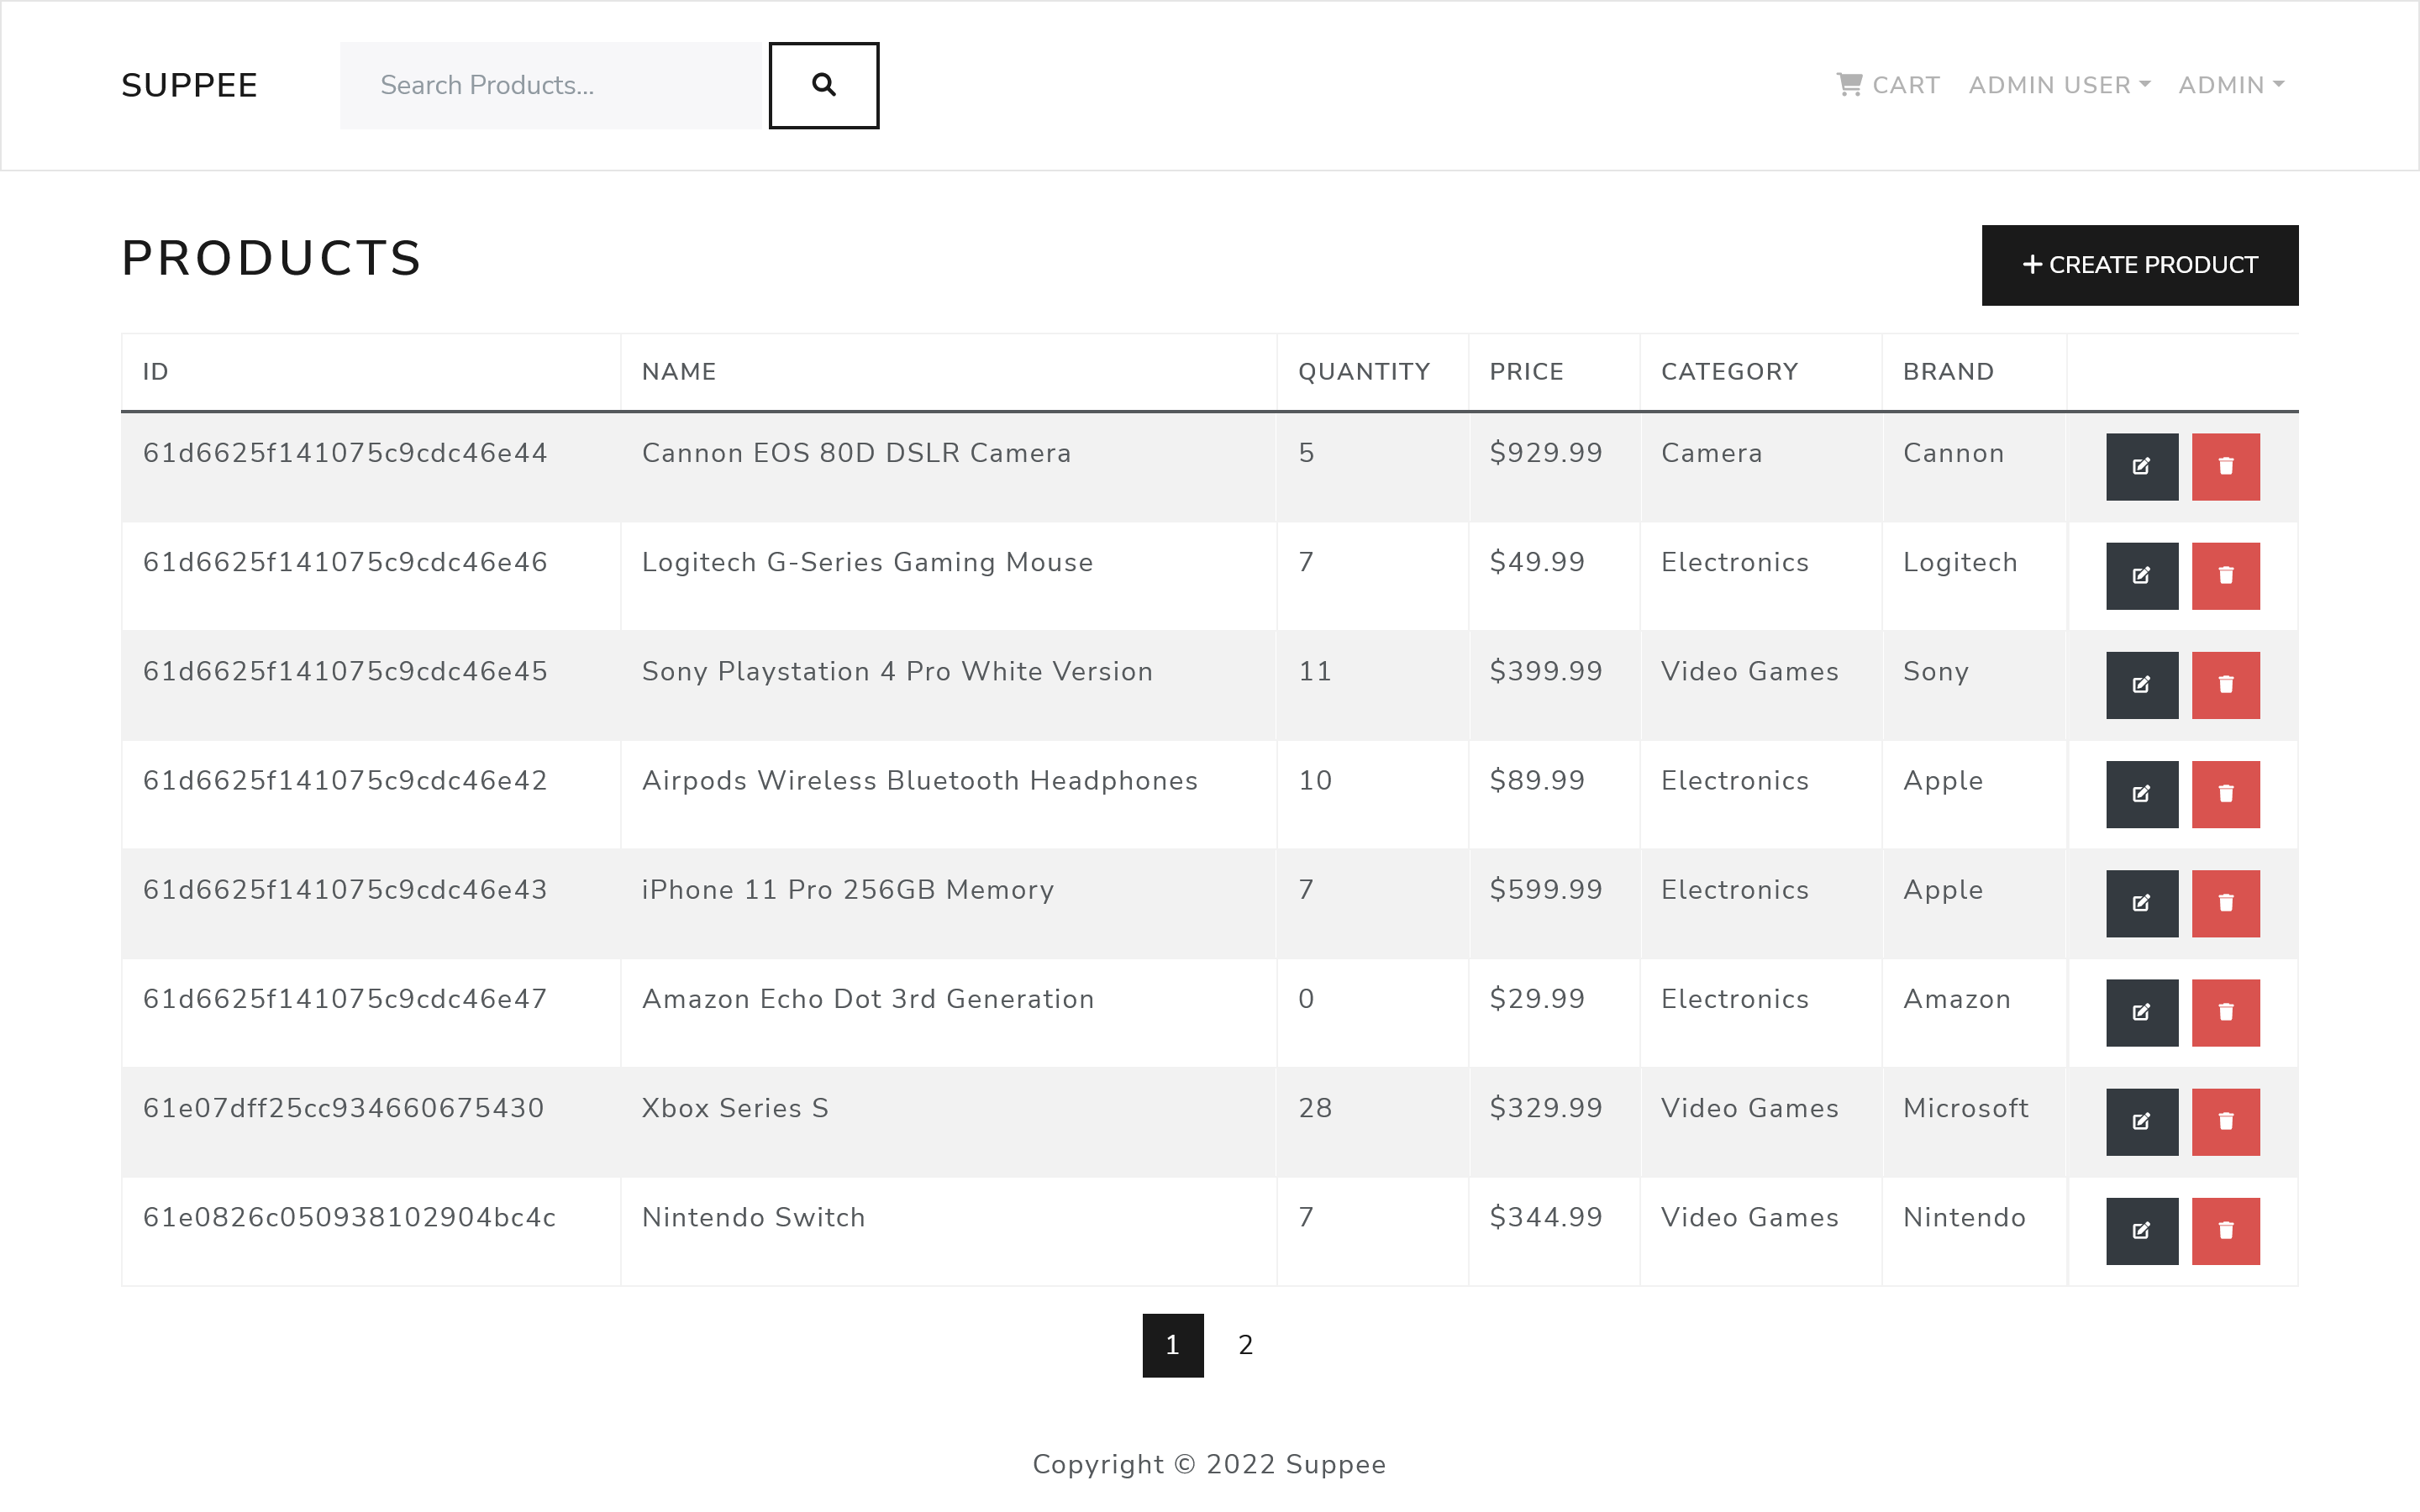 SUPPEE Search Products... CART ADMIN USER ADMIN
PRODUCTS CREATE PRODUCT
ID NAME QUANTITY PRICE CATEGORY BRAND
61d6625f141075c9cdc46e44 Cannon EOS 80D DSLR Camera 5 $929.99 Camera Cannon
61d6625f141075c9cdc46e46 Logitech G-Series Gaming Mouse 7 $49.99 Electronics Logitech
61d6625f141075c9cdc46e45 Sony Playstation 4 Pro White Version 11 $399.99 Video Games Sony
61d6625f141075c9cdc46e42 Airpods Wireless Bluetooth Headphones 10 $89.99 Electronics Apple
61d6625f141075c9cdc46e43 iPhone 11 Pro 256GB Memory 7 $599.99 Electronics Apple
61d6625f141075c9cdc46e47 Amazon Echo Dot 3rd Generation 0 $29.99 Electronics Amazon
61e07dff25cc934660675430 Xbox Series S 28 $329.99 Video Games Microsoft
61e0826c050938102904bc4c Nintendo Switch 7 $344.99 Video Games Nintendo
1 2
Copyright © 2022 Suppee